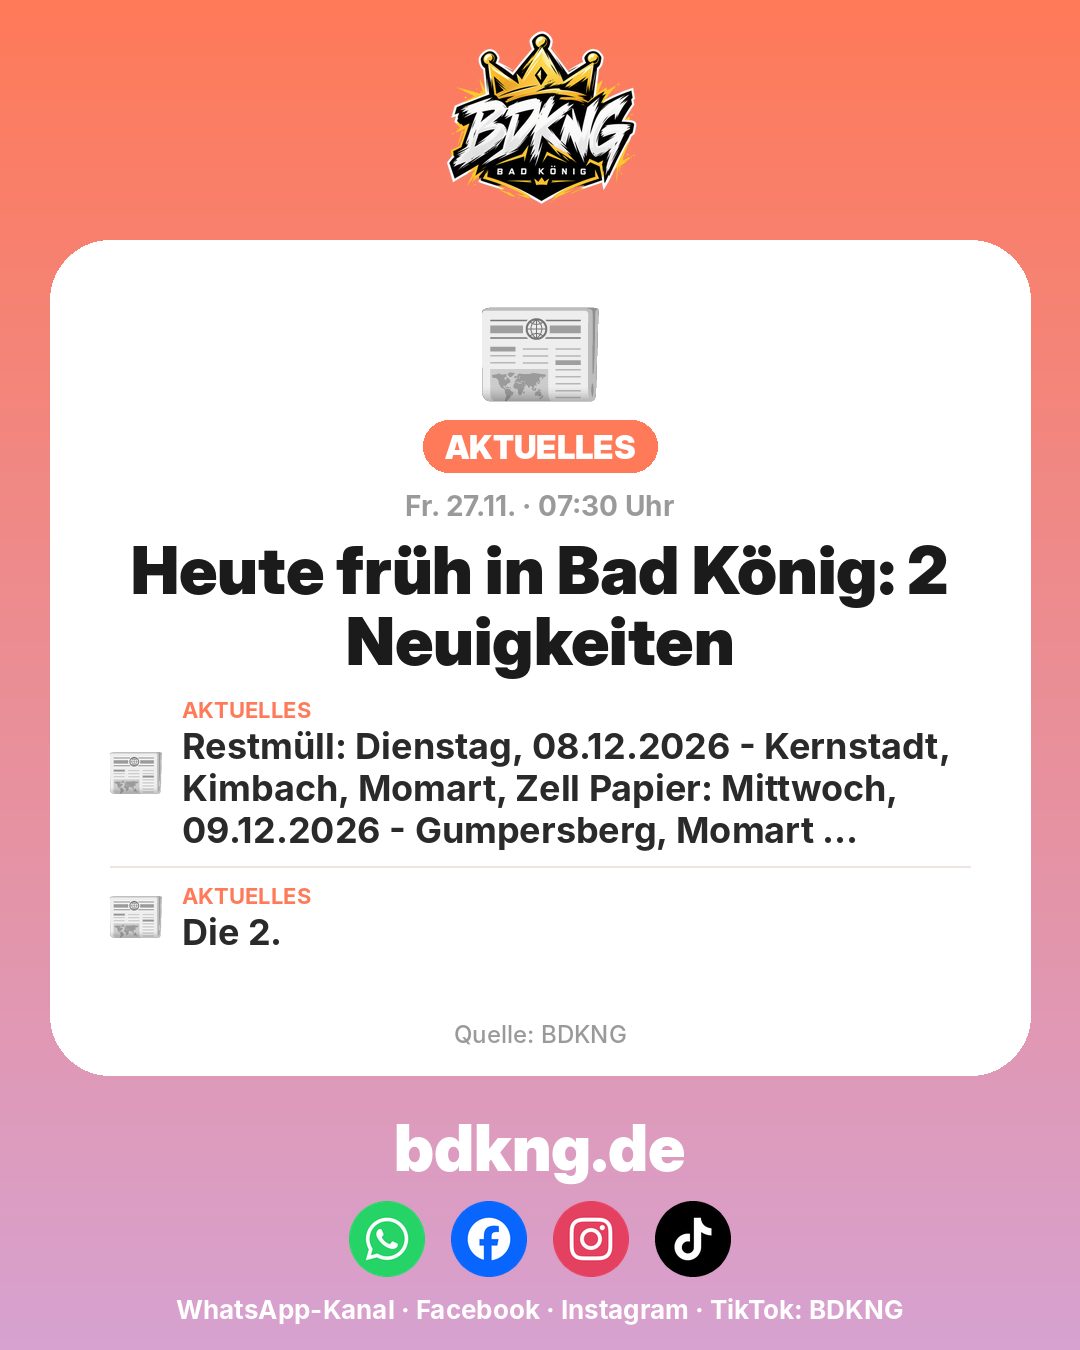 BDKNG
BAD KÖNIG
AKTUELLES
Fr. 27.11. · 07:30 Uhr
Heute früh in Bad König: 2
Neuigkeiten
AKTUELLES
Restmüll: Dienstag, 08.12.2026 - Kernstadt,
Kimbach, Momart, Zell Papier: Mittwoch,
09.12.2026 - Gumpersberg, Momart ...
AKTUELLES
Die 2.
Quelle: BDKNG
bdkng.de
WhatsApp-Kanal · Facebook · Instagram · TikTok: BDKNG